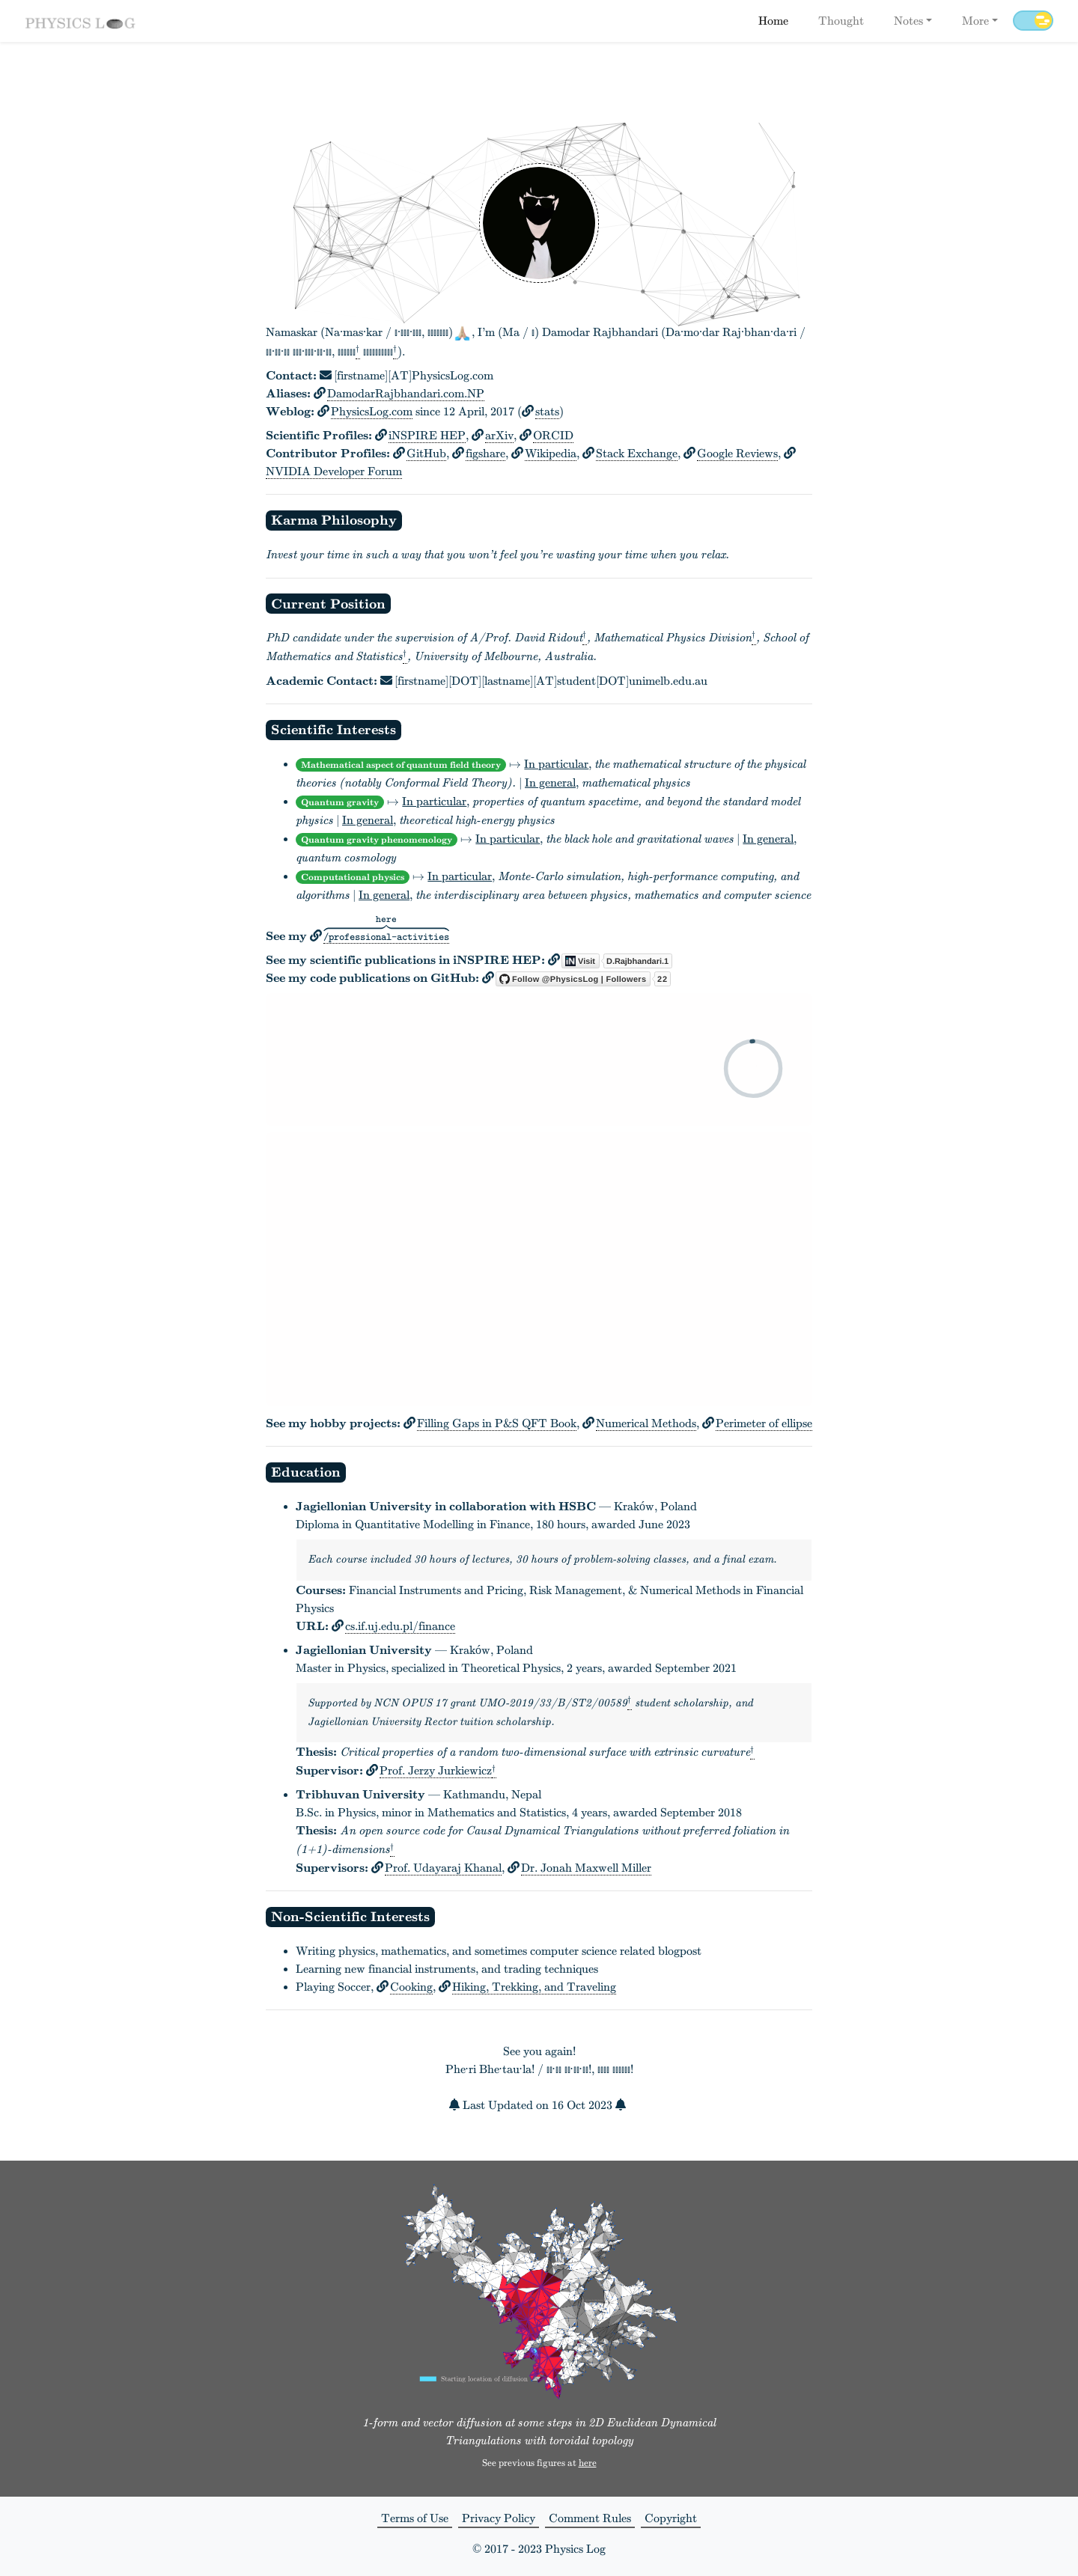 PHYSICS LOG
Home Thought Notes More
Namaskar (Na·mas·kar / ), I'm (Ma / ) Damodar Rajbhandari (Da·mo·dar Raj·bhan·da·ri /
† †).
Contact: [firstname][AT]PhysicsLog.com
Aliases: DamodarRajbhandari.com.NP
Weblog: PhysicsLog.com since 12 April, 2017 (stats)
Scientific Profiles: iNSPIRE HEP, arXiv, ORCID
Contributor Profiles: GitHub, figshare, Wikipedia, Stack Exchange, Google Reviews,
NVIDIA Developer Forum
Karma Philosophy
Invest your time in such a way that you won't feel you're wasting your time when you relax.
Current Position
PhD candidate under the supervision of A/Prof. David Ridout†, Mathematical Physics Division†, School of
Mathematics and Statistics†, University of Melbourne, Australia.
Academic Contact: [firstname][DOT][lastname][AT]student[DOT]unimelb.edu.au
Scientific Interests
• Mathematical aspect of quantum field theory ↦ In particular, the mathematical structure of the physical
theories (notably Conformal Field Theory). | In general, mathematical physics
• Quantum gravity ↦ In particular, properties of quantum spacetime, and beyond the standard model
physics | In general, theoretical high-energy physics
• Quantum gravity phenomenology ↦ In particular, the black hole and gravitational waves | In general,
quantum cosmology
• Computational physics ↦ In particular, Monte-Carlo simulation, high-performance computing, and
algorithms | In general, the interdisciplinary area between physics, mathematics and computer science
here
See my /professional-activities
See my scientific publications in iNSPIRE HEP: IN Visit D.Rajbhandari.1
See my code publications on GitHub: Follow @PhysicsLog | Followers 22
See my hobby projects: Filling Gaps in P&S QFT Book, Numerical Methods, Perimeter of ellipse
Education
• Jagiellonian University in collaboration with HSBC — Kraków, Poland
Diploma in Quantitative Modelling in Finance, 180 hours, awarded June 2023
Each course included 30 hours of lectures, 30 hours of problem-solving classes, and a final exam.
Courses: Financial Instruments and Pricing, Risk Management, & Numerical Methods in Financial
Physics
URL: cs.if.uj.edu.pl/finance
• Jagiellonian University — Kraków, Poland
Master in Physics, specialized in Theoretical Physics, 2 years, awarded September 2021
Supported by NCN OPUS 17 grant UMO-2019/33/B/ST2/00589† student scholarship, and
Jagiellonian University Rector tuition scholarship.
Thesis: Critical properties of a random two-dimensional surface with extrinsic curvature†
Supervisor: Prof. Jerzy Jurkiewicz†
• Tribhuvan University — Kathmandu, Nepal
B.Sc. in Physics, minor in Mathematics and Statistics, 4 years, awarded September 2018
Thesis: An open source code for Causal Dynamical Triangulations without preferred foliation in
(1+1)-dimensions†
Supervisors: Prof. Udayaraj Khanal, Dr. Jonah Maxwell Miller
Non-Scientific Interests
• Writing physics, mathematics, and sometimes computer science related blogpost
• Learning new financial instruments, and trading techniques
• Playing Soccer, Cooking, Hiking, Trekking, and Traveling
See you again!
Phe·ri Bhe·tau·la! /
Last Updated on 16 Oct 2023
Starting location of diffusion
1-form and vector diffusion at some steps in 2D Euclidean Dynamical
Triangulations with toroidal topology
See previous figures at here
Terms of Use Privacy Policy Comment Rules Copyright
© 2017 - 2023 Physics Log